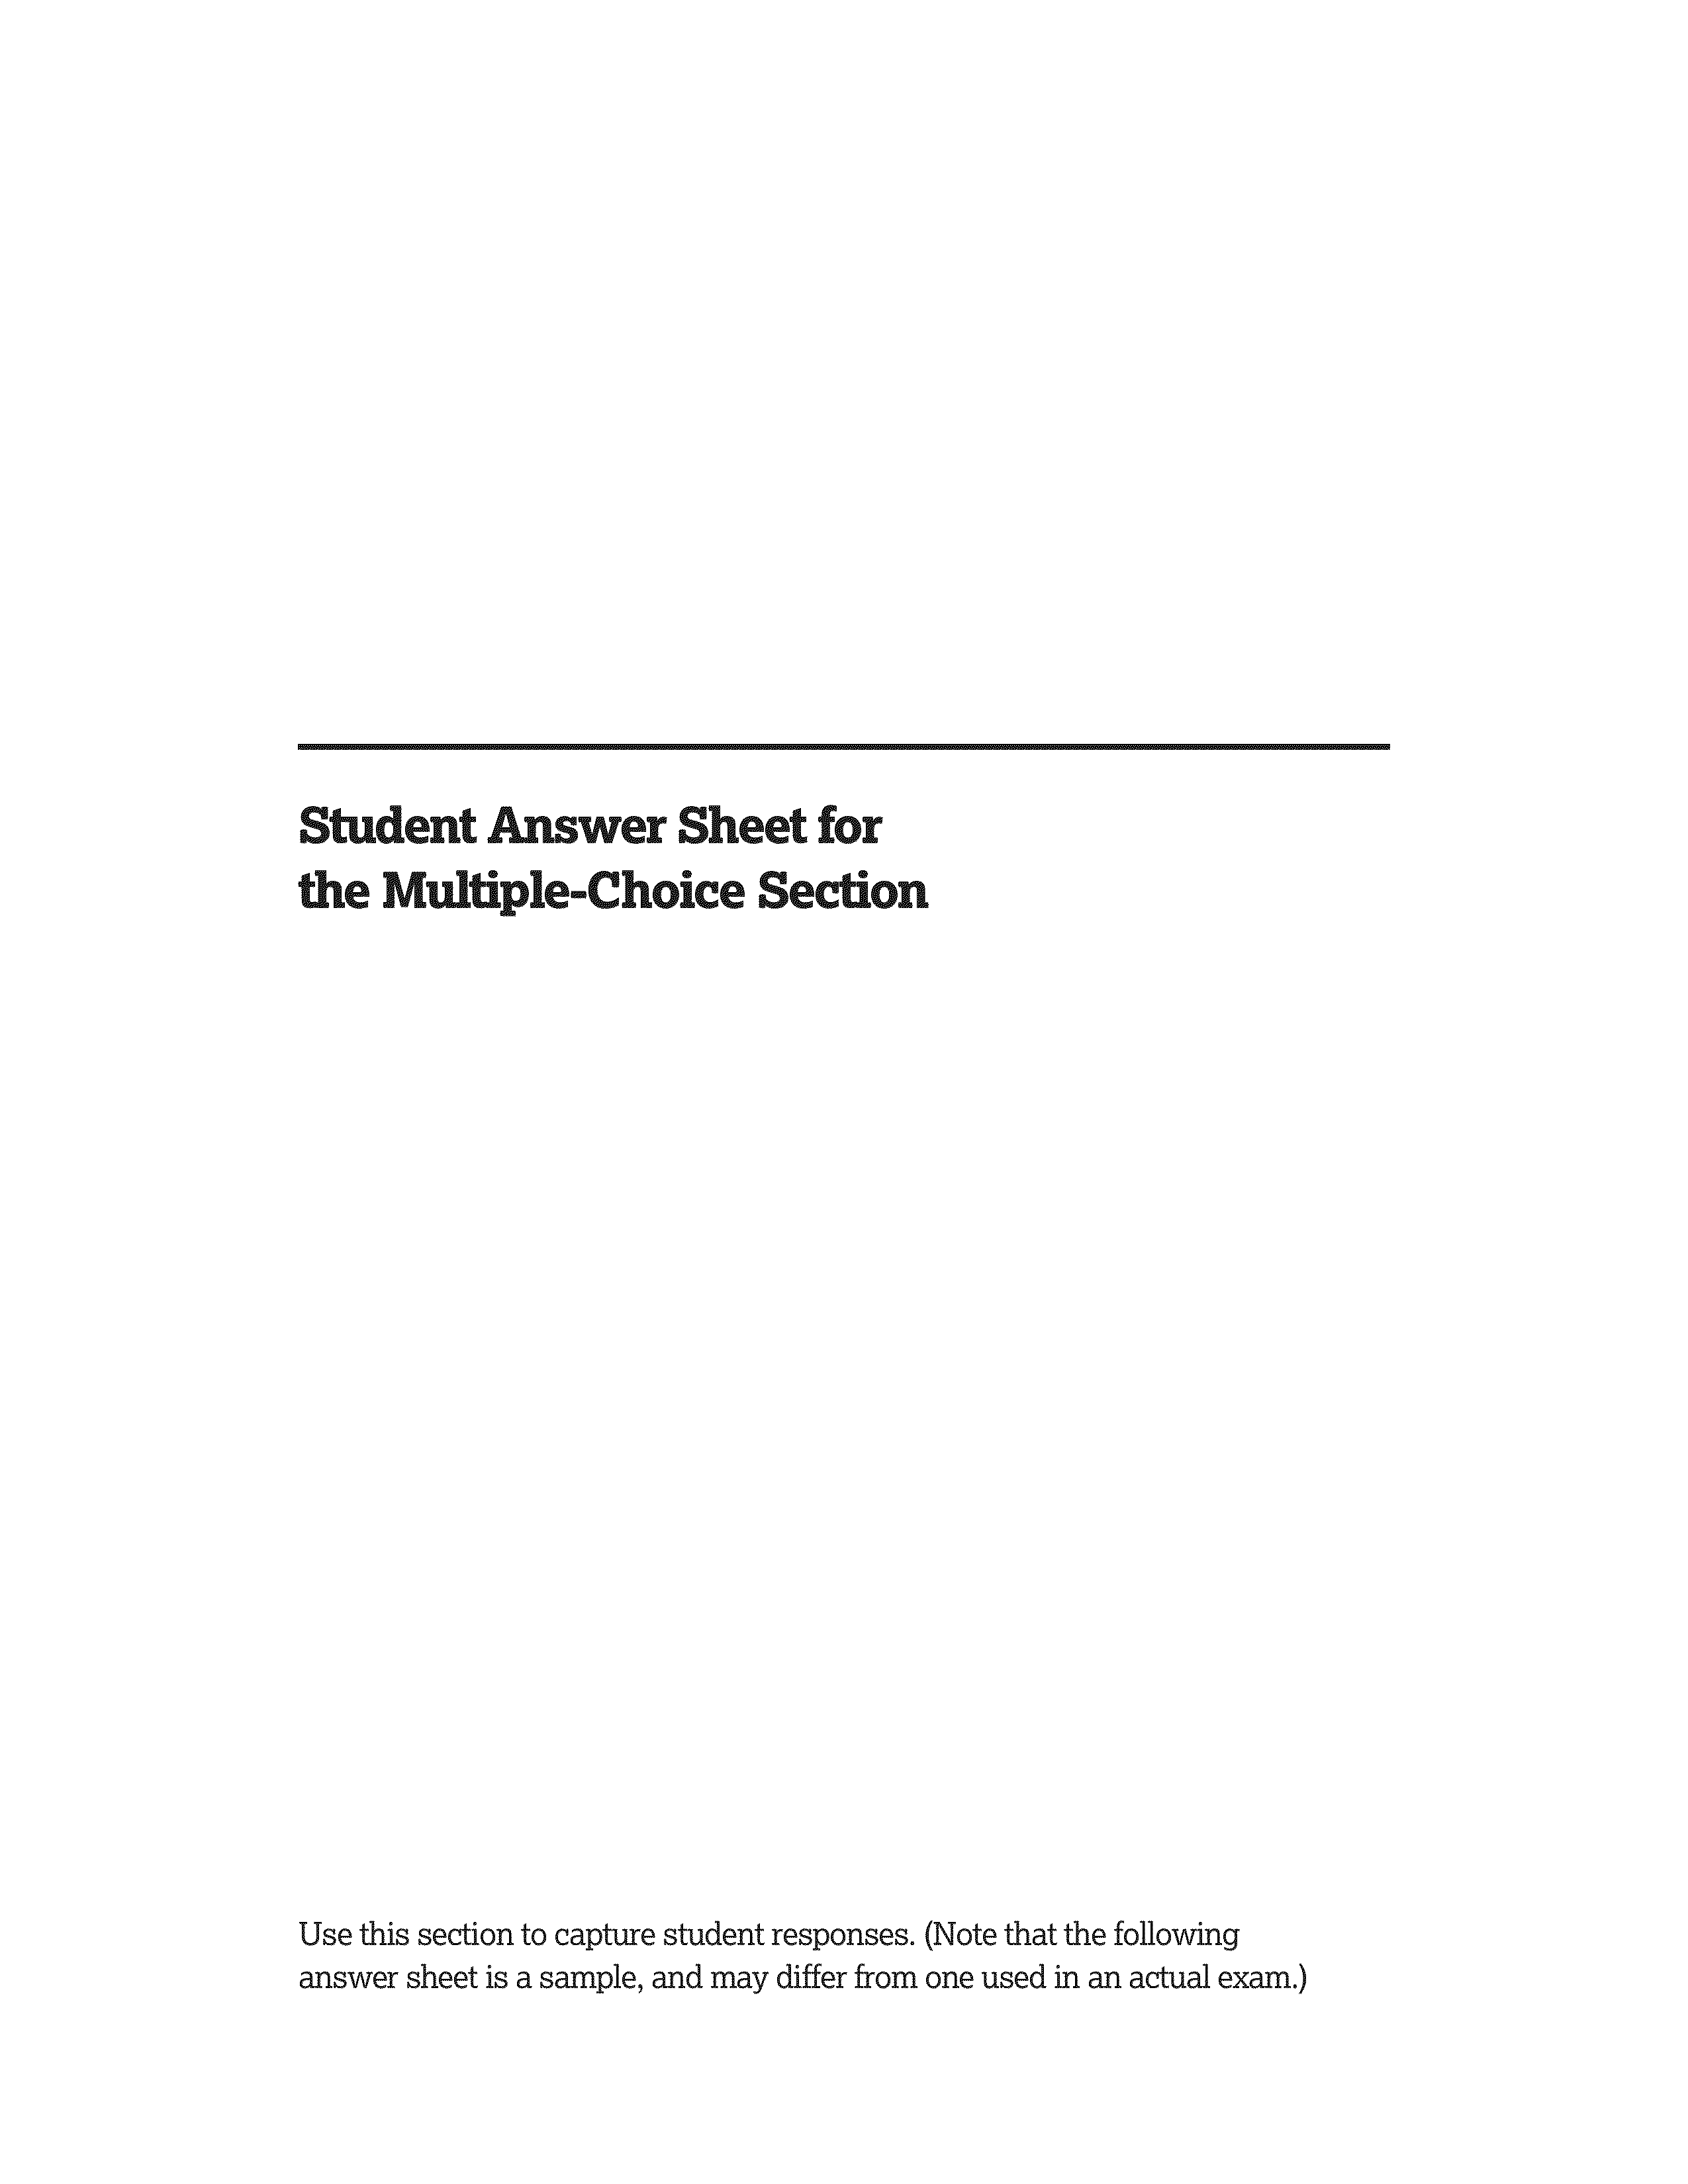 Student Answer Sheet for
the Multiple-Choice Section
Use this section to capture student responses. (Note that the following
answer sheet is a sample, and may differ from one used in an actual exam.)